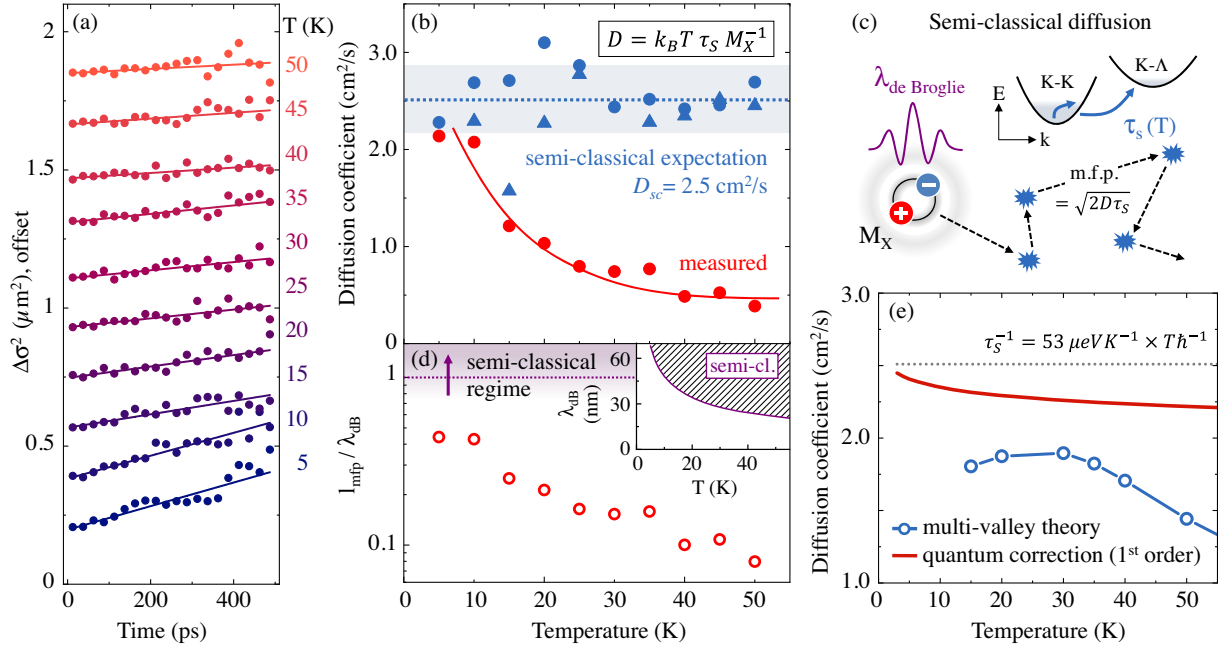 (a)
T (K)
2
1.5
1
0.5
0
Δσ² (μm²), offset
50
45
40
35
30
25
20
15
10
5
0
200
400
Time (ps)
(b)
D = k_B T τ_S M_X^{-1}
3.0
2.0
1.0
0
Diffusion coefficient (cm²/s)
semi-classical expectation
D_sc = 2.5 cm²/s
measured
(d)
semi-classical
regime
1
0.1
l_mfp / λ_dB
60
30
0
λ_dB
(nm)
semi-cl.
0
20
40
T (K)
0
10
20
30
40
50
Temperature (K)
(c)
Semi-classical diffusion
λ_de Broglie
E
k
K-K
K-Λ
τ_s (T)
−
+
M_X
m.f.p.
= √2Dτ_S
(e)
τ_S^{-1} = 53 μeVK^{-1} × Tħ^{-1}
3.0
2.0
1.0
Diffusion coefficient (cm²/s)
multi-valley theory
quantum correction (1st order)
0
10
20
30
40
50
Temperature (K)